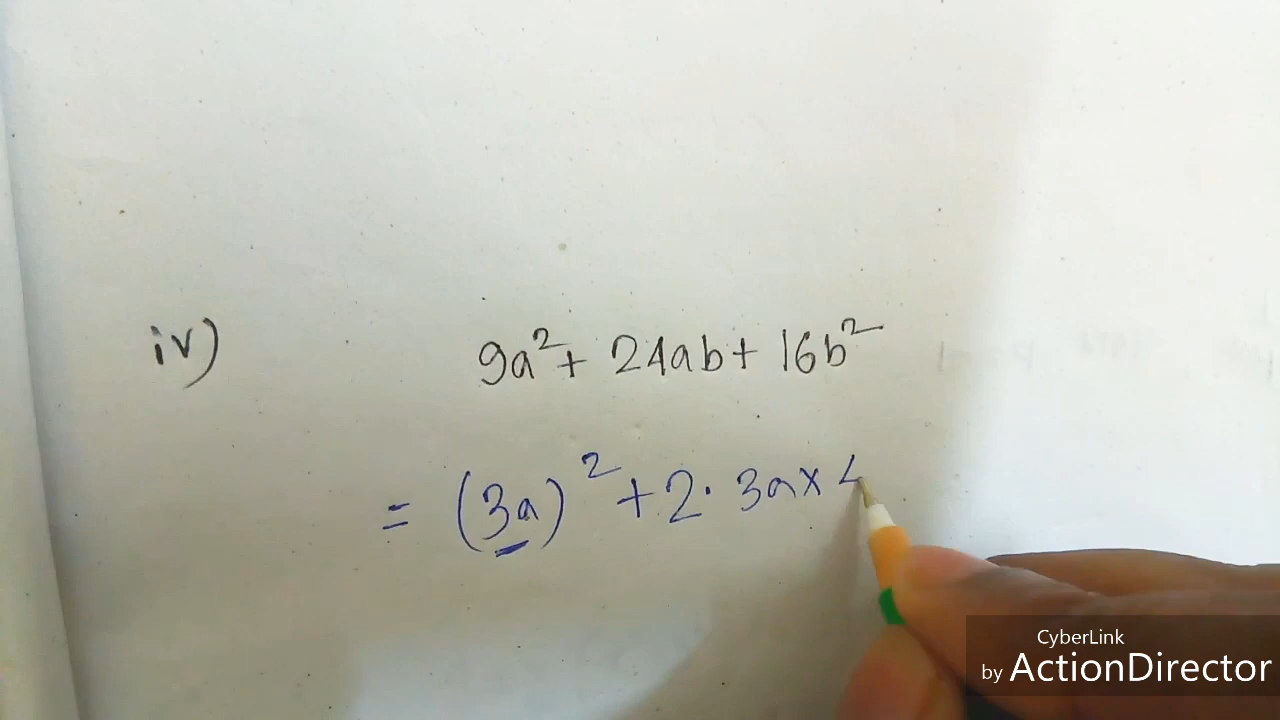 iv) 9a² + 24ab + 16b²
= (3a)² + 2 · 3a × 4
CyberLink
by ActionDirector